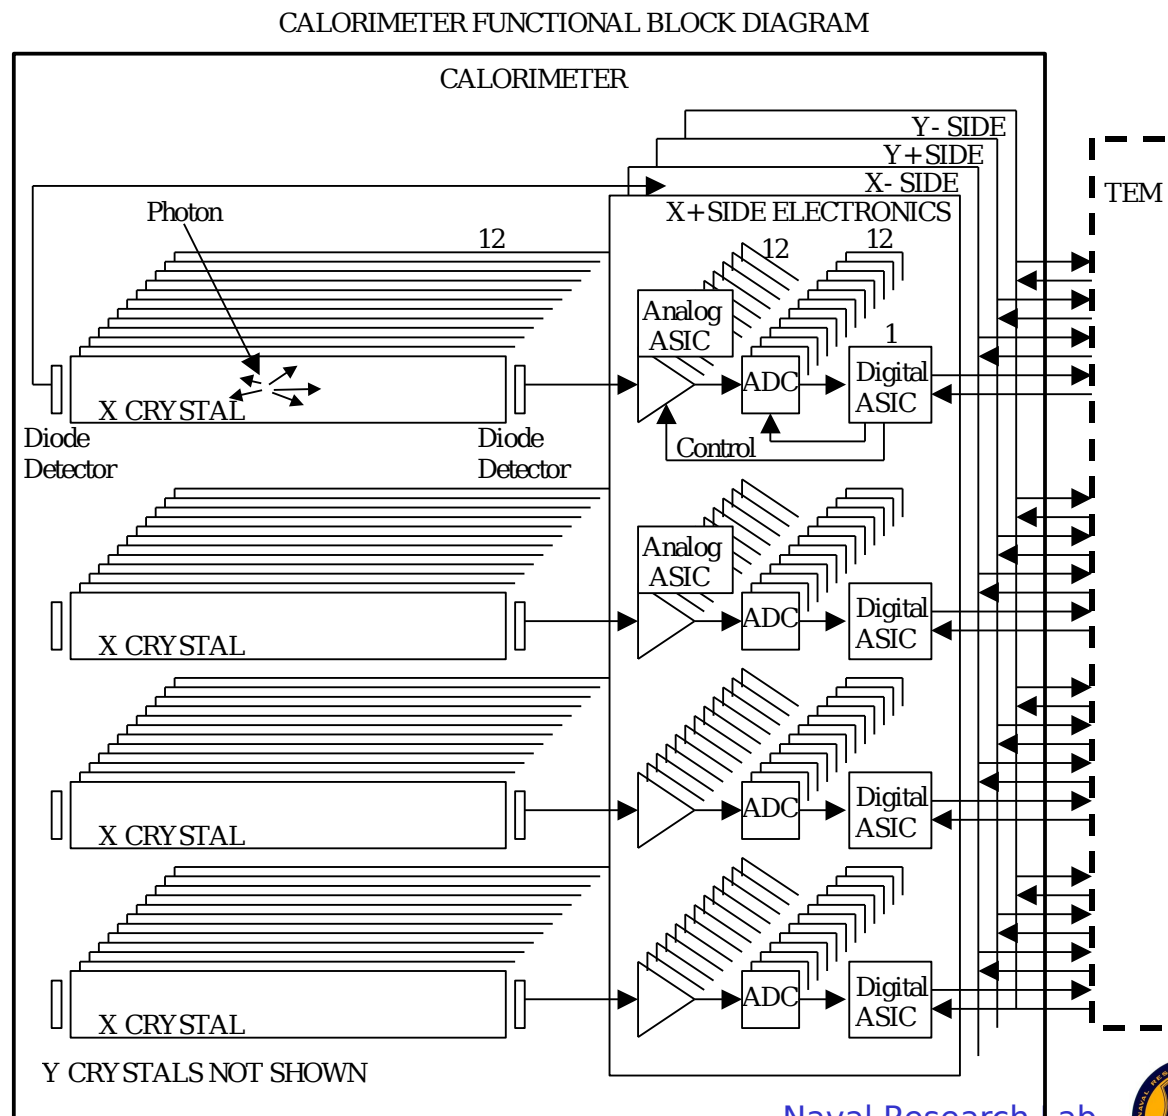 CALORIMETER FUNCTIONAL BLOCK DIAGRAM
CALORIMETER
Y- SIDE
Y+ SIDE
X- SIDE
TEM
X+ SIDE ELECTRONICS
Photon
12
12
12
Analog
ASIC
1
ADC
Digital
ASIC
X CRYSTAL
Diode
Detector
Diode
Detector
Control
Analog
ASIC
ADC
Digital
ASIC
X CRYSTAL
ADC
Digital
ASIC
X CRYSTAL
ADC
Digital
ASIC
X CRYSTAL
Y CRYSTALS NOT SHOWN
Naval Research Lab